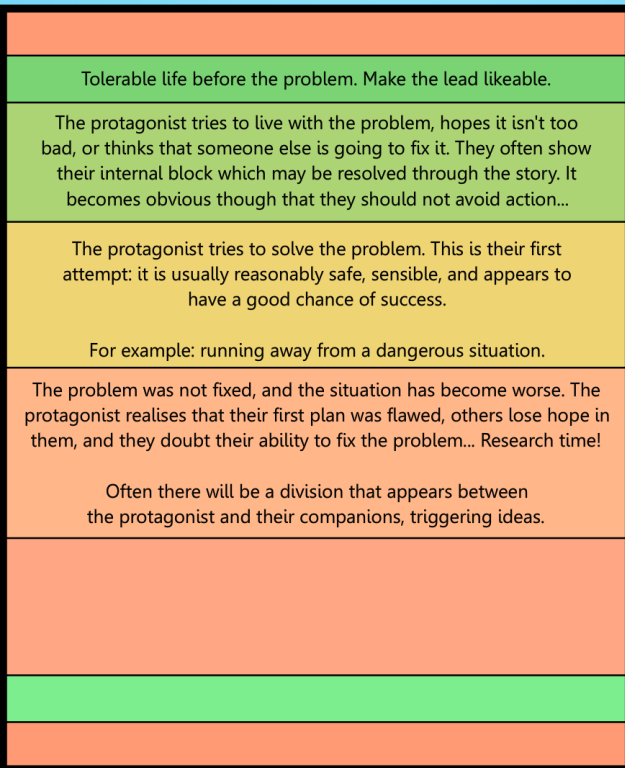 Tolerable life before the problem. Make the lead likeable.
The protagonist tries to live with the problem, hopes it isn't too
bad, or thinks that someone else is going to fix it. They often show
their internal block which may be resolved through the story. It
becomes obvious though that they should not avoid action...
The protagonist tries to solve the problem. This is their first
attempt: it is usually reasonably safe, sensible, and appears to
have a good chance of success.
For example: running away from a dangerous situation.
The problem was not fixed, and the situation has become worse. The
protagonist realises that their first plan was flawed, others lose hope in
them, and they doubt their ability to fix the problem... Research time!
Often there will be a division that appears between
the protagonist and their companions, triggering ideas.